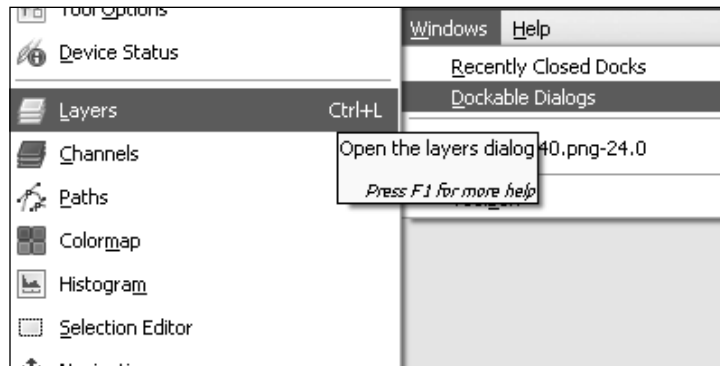 Tool Options
Device Status
Layers Ctrl+L
Channels
Paths
Colormap
Histogram
Selection Editor
Windows Help
Recently Closed Docks
Dockable Dialogs
40.png-24.0
Open the layers dialog
Press F1 for more help